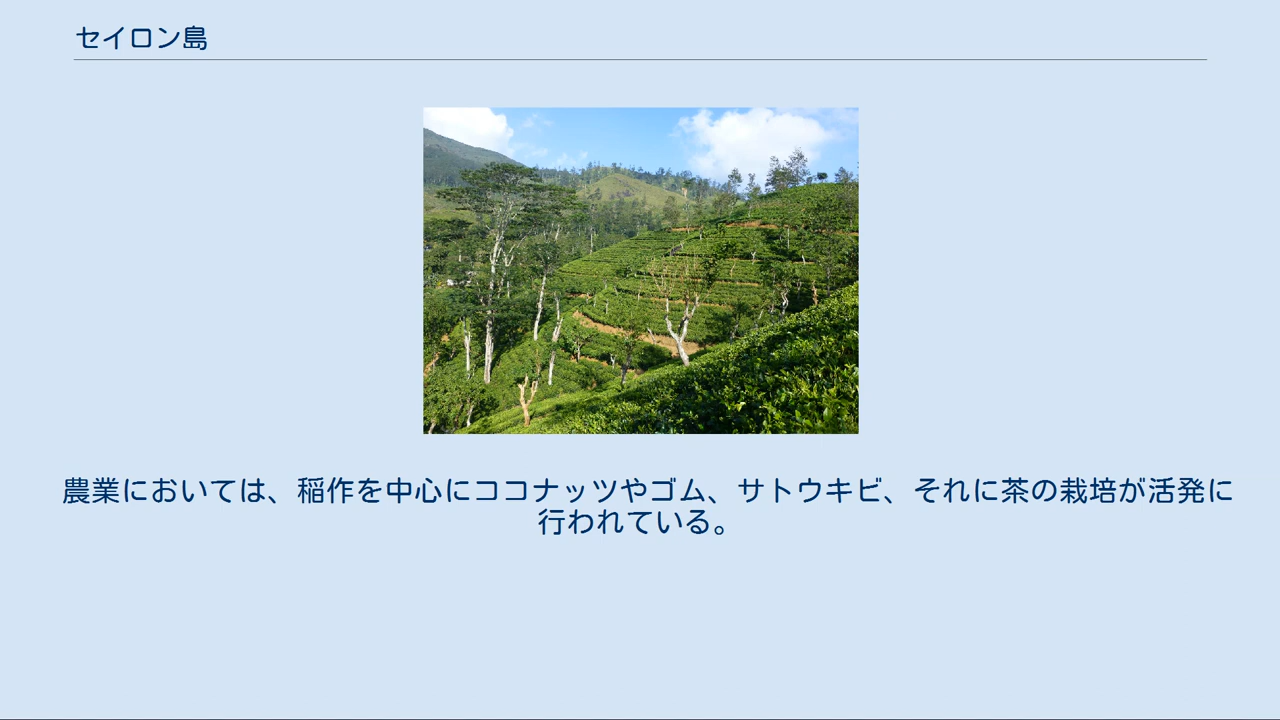 セイロン島
農業においては、稲作を中心にココナッツやゴム、サトウキビ、それに茶の栽培が活発に
行われている。